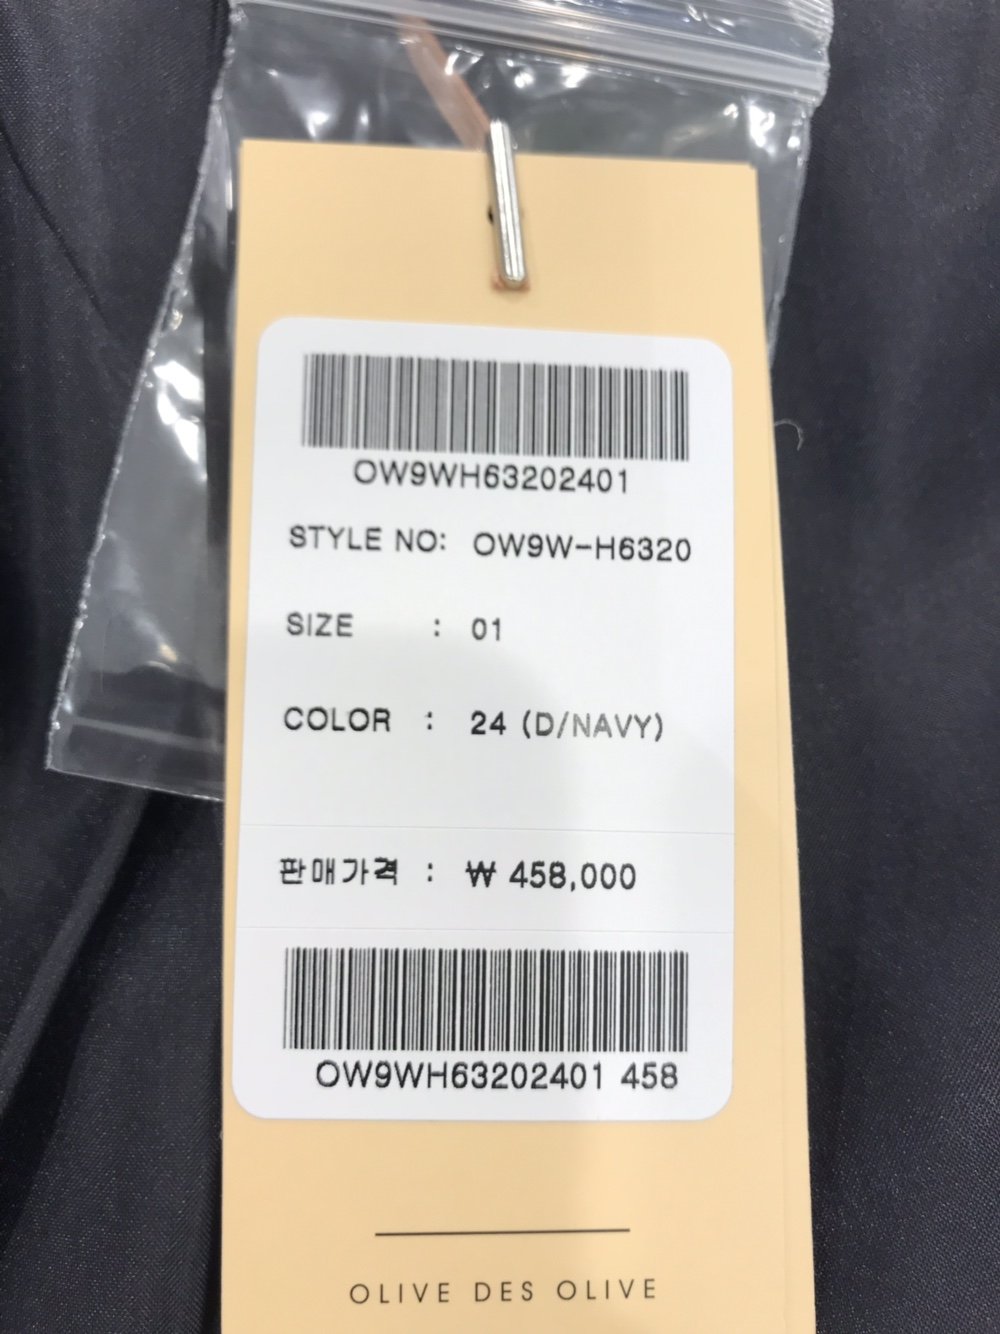 OW9WH63202401
STYLE NO: OW9W-H6320
SIZE : 01
COLOR : 24 (D/NAVY)
판매가격 : ₩ 458,000
OW9WH63202401 458
OLIVE DES OLIVE